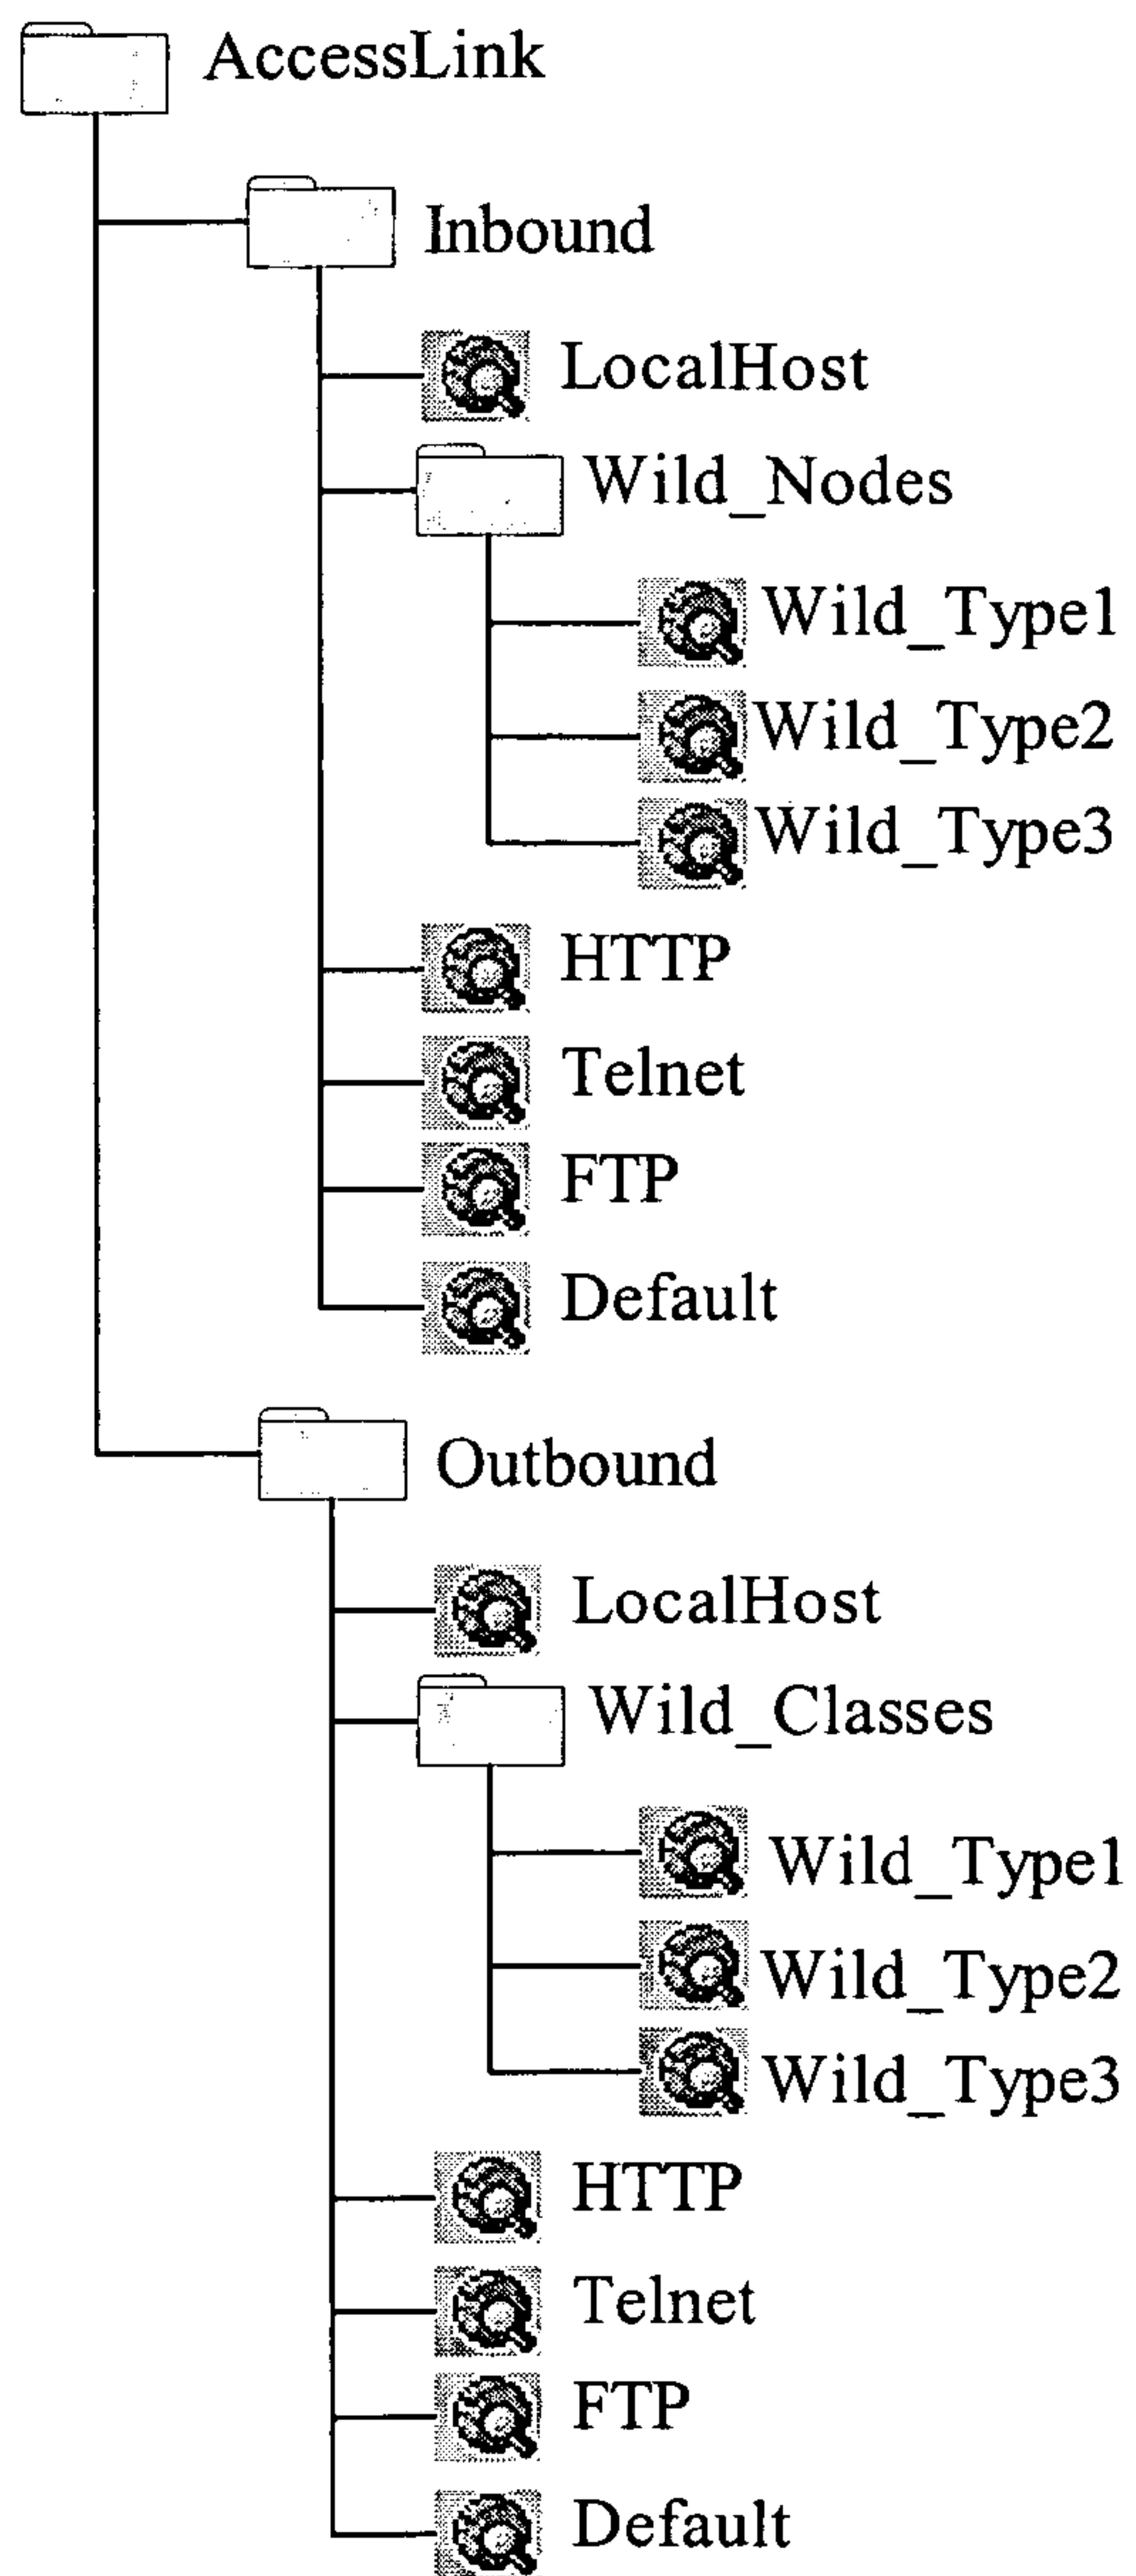 AccessLink
Inbound
LocalHost
Wild_Nodes
Wild_Type1
Wild_Type2
Wild_Type3
HTTP
Telnet
FTP
Default
Outbound
LocalHost
Wild_Classes
Wild_Type1
Wild_Type2
Wild_Type3
HTTP
Telnet
FTP
Default